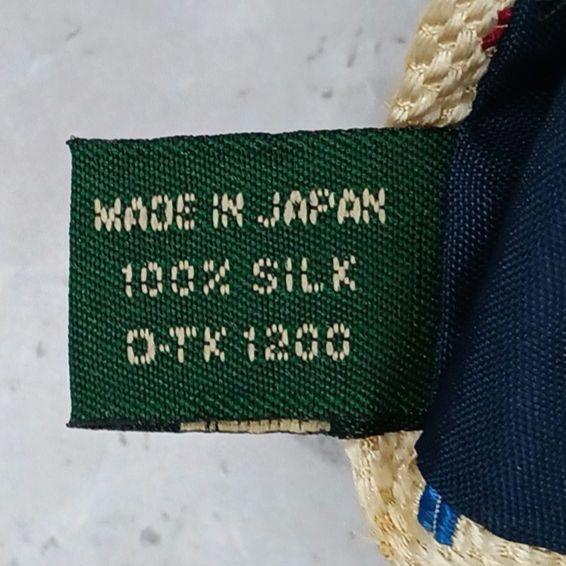 MADE IN JAPAN
100% SILK
O-TK 1200